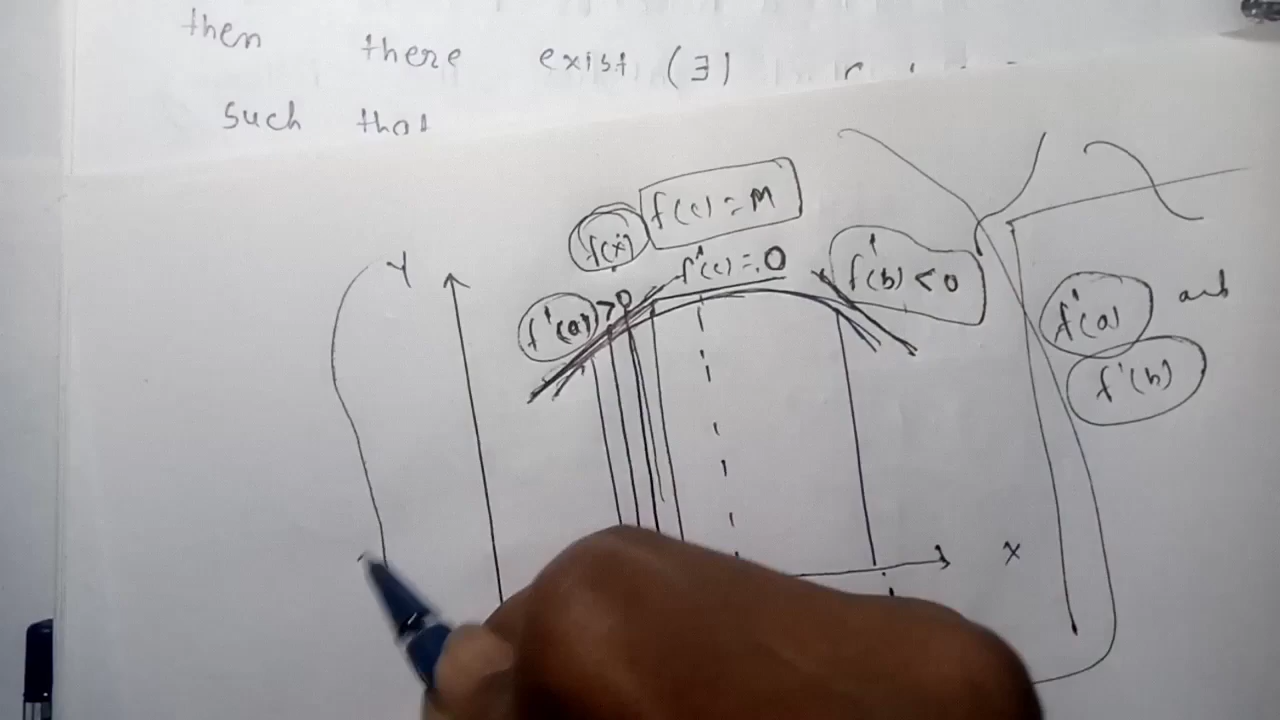 then there exist (∃)
such that
f(c) = M
f(x)
f'(c) = 0
f'(b) < 0
f'(a) > 0
Y
f'(a) and
f'(b)
X